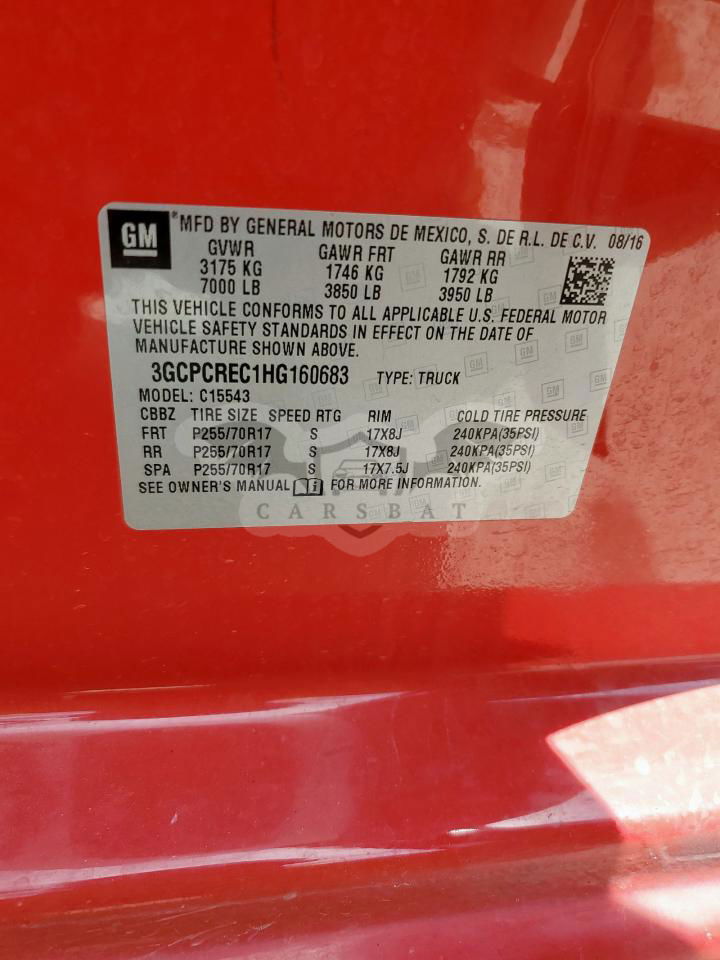 GM
®MFD BY GENERAL MOTORS DE MEXICO, S. DE R.L. DE C.V. 08/16
GVWR GAWR FRT GAWR RR
3175 KG 1746 KG 1792 KG
7000 LB 3850 LB 3950 LB
THIS VEHICLE CONFORMS TO ALL APPLICABLE U.S. FEDERAL MOTOR
VEHICLE SAFETY STANDARDS IN EFFECT ON THE DATE OF
MANUFACTURE SHOWN ABOVE.
3GCPCREC1HG160683 TYPE: TRUCK
MODEL: C15543
CBBZ TIRE SIZE SPEED RTG RIM COLD TIRE PRESSURE
FRT P255/70R17 S 17X8J 240KPA(35PSI)
RR P255/70R17 S 17X8J 240KPA(35PSI)
SPA P255/70R17 S 17X7.5J 240KPA(35PSI)
SEE OWNER'S MANUAL FOR MORE INFORMATION.
CARSBAT